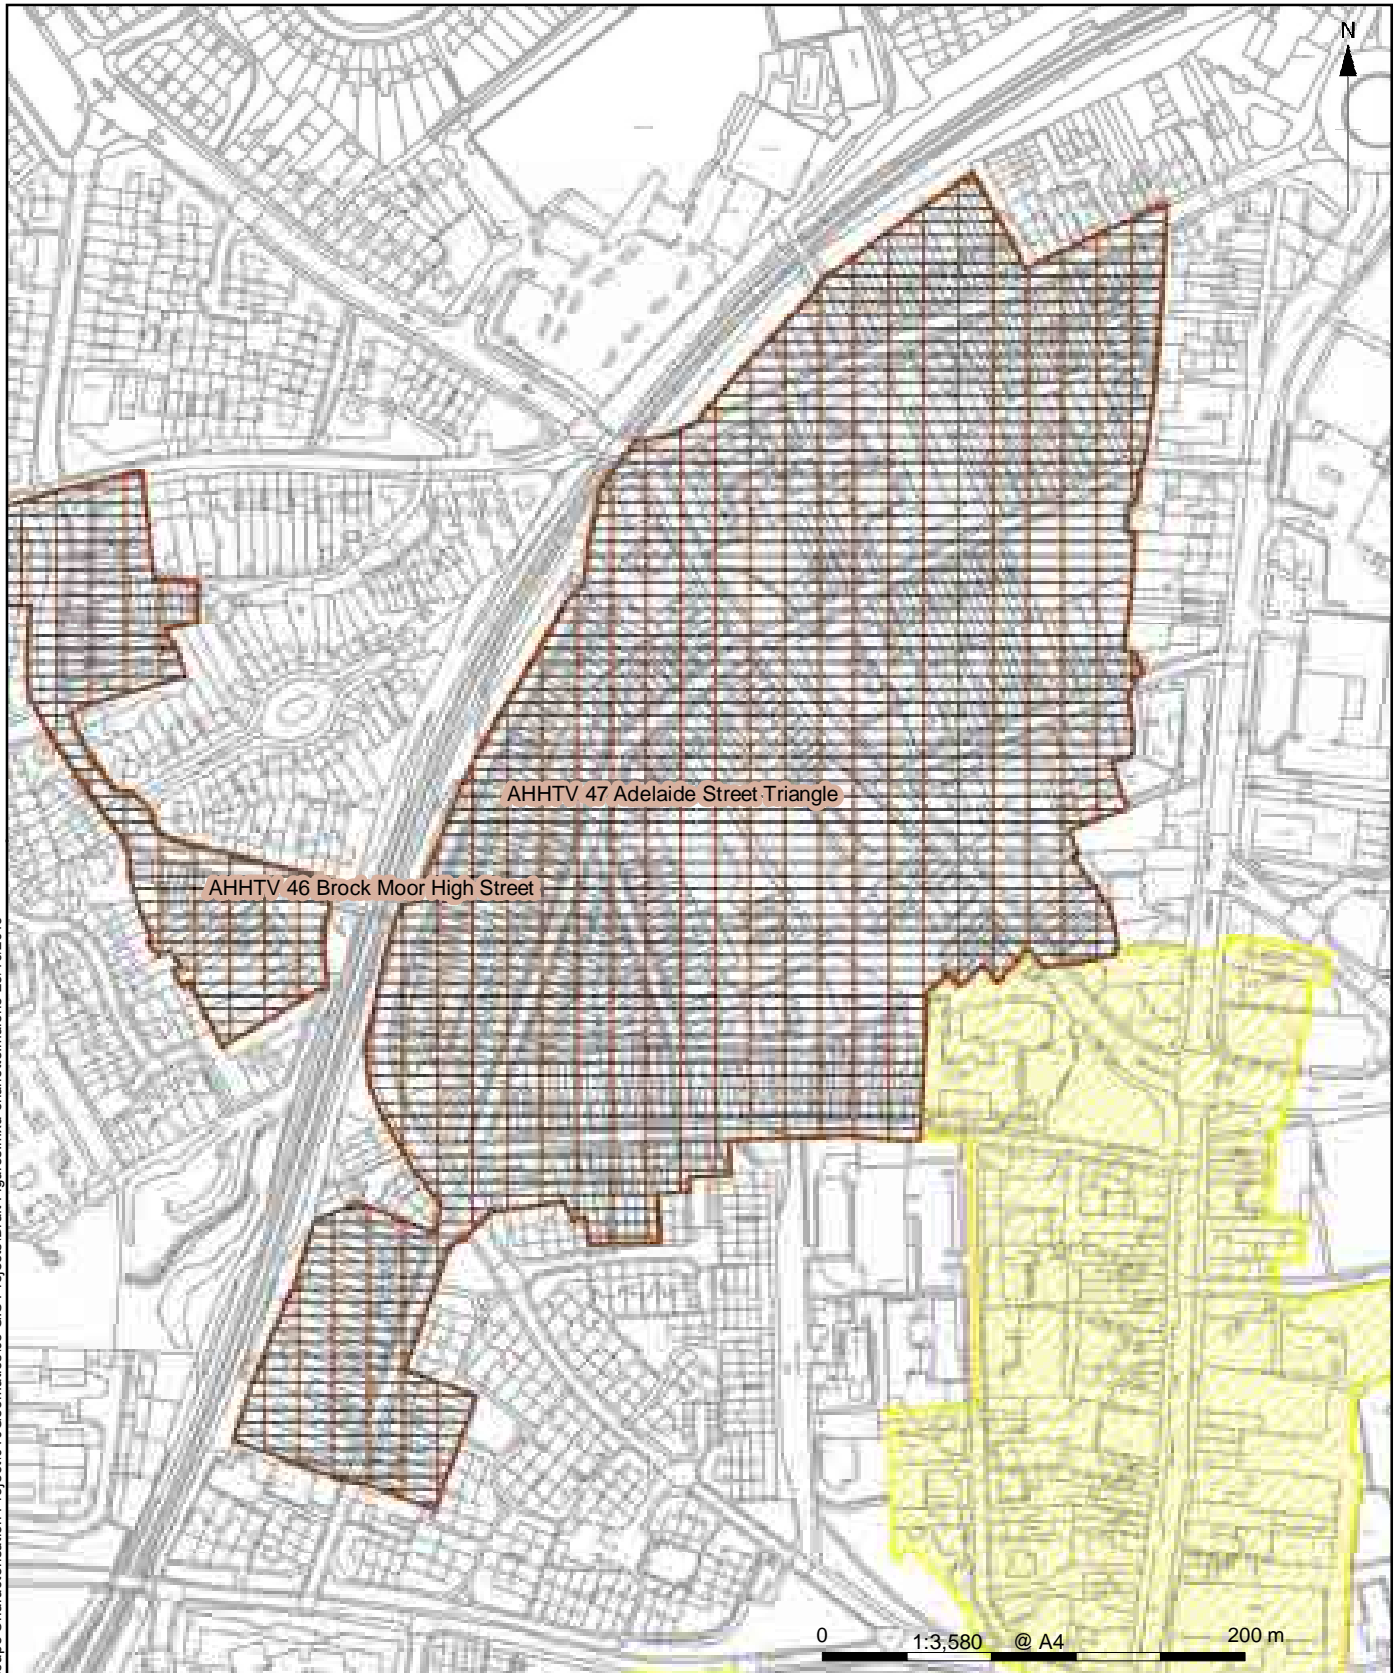 N
AHHTV 47 Adelaide Street Triangle
AHHTV 46 Brock Moor High Street
0 1:3,580 @ A4 200 m